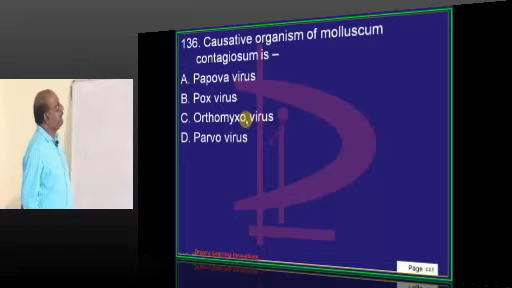 136. Causative organism of molluscum
contagiosum is –
A. Papova virus
B. Pox virus
C. Orthomyxo virus
D. Parvo virus
Page